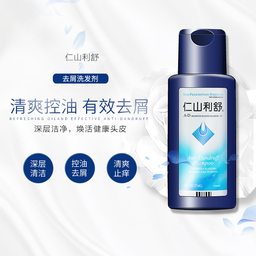 仁山利舒
去屑洗发剂
清爽控油 有效去屑
REFRESHING OILAND EFFECTIVE ANTI-DANDRUFF
深层洁净，焕活健康头皮
深层
清洁
控油
去屑
清爽
止痒
仁山利舒